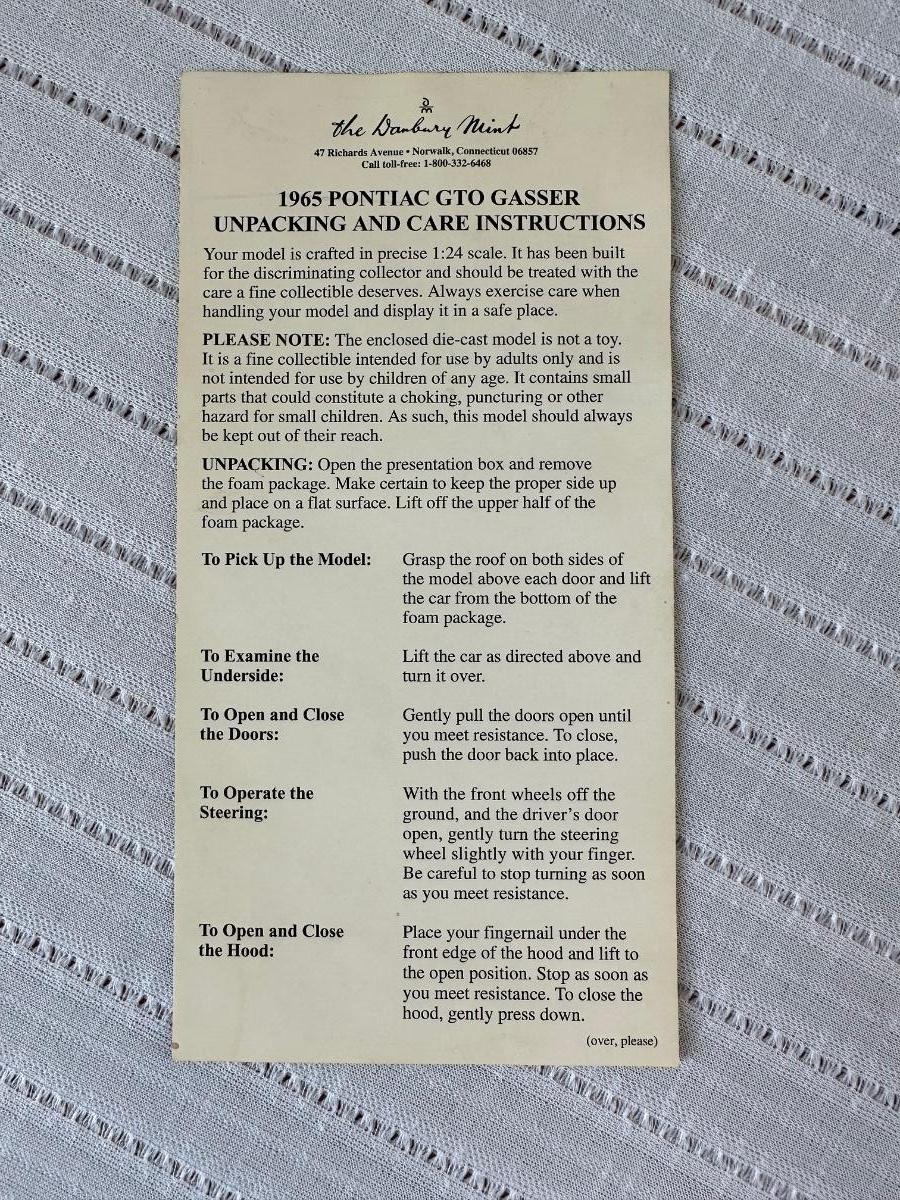 the Danbury Mint
47 Richards Avenue • Norwalk, Connecticut 06857
Call toll-free: 1-800-332-6468
1965 PONTIAC GTO GASSER
UNPACKING AND CARE INSTRUCTIONS
Your model is crafted in precise 1:24 scale. It has been built
for the discriminating collector and should be treated with the
care a fine collectible deserves. Always exercise care when
handling your model and display it in a safe place.
PLEASE NOTE: The enclosed die-cast model is not a toy.
It is a fine collectible intended for use by adults only and is
not intended for use by children of any age. It contains small
parts that could constitute a choking, puncturing or other
hazard for small children. As such, this model should always
be kept out of their reach.
UNPACKING: Open the presentation box and remove
the foam package. Make certain to keep the proper side up
and place on a flat surface. Lift off the upper half of the
foam package.
To Pick Up the Model:
Grasp the roof on both sides of
the model above each door and lift
the car from the bottom of the
foam package.
To Examine the
Underside:
Lift the car as directed above and
turn it over.
To Open and Close
the Doors:
Gently pull the doors open until
you meet resistance. To close,
push the door back into place.
To Operate the
Steering:
With the front wheels off the
ground, and the driver's door
open, gently turn the steering
wheel slightly with your finger.
Be careful to stop turning as soon
as you meet resistance.
To Open and Close
the Hood:
Place your fingernail under the
front edge of the hood and lift to
the open position. Stop as soon as
you meet resistance. To close the
hood, gently press down.
(over, please)